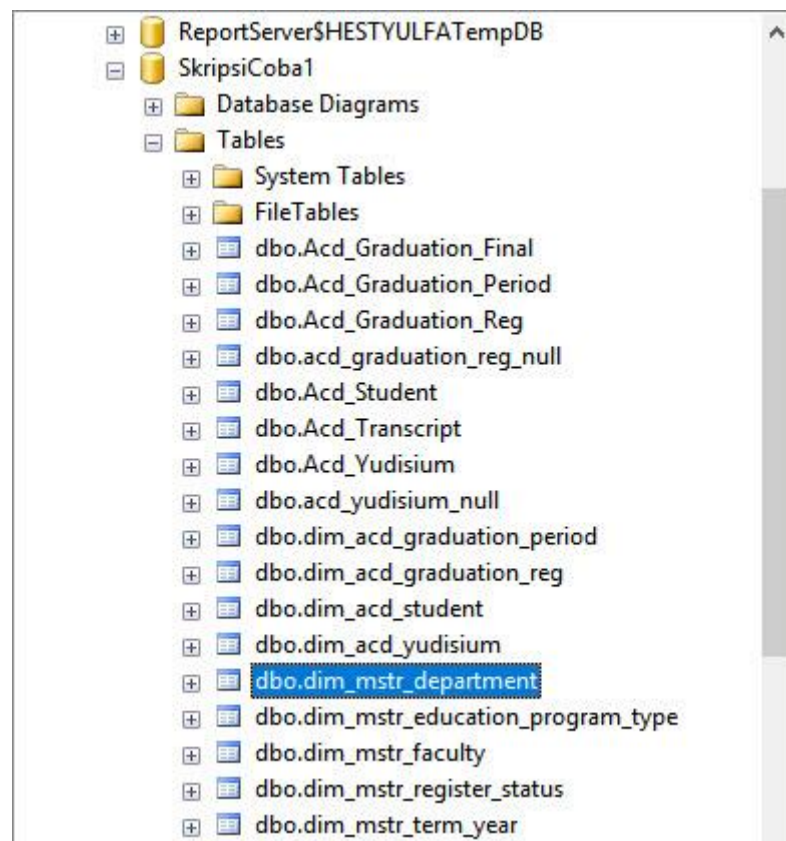 ReportServer$HESTYULFATempDB
SkripsiCoba1
Database Diagrams
Tables
System Tables
FileTables
dbo.Acd_Graduation_Final
dbo.Acd_Graduation_Period
dbo.Acd_Graduation_Reg
dbo.acd_graduation_reg_null
dbo.Acd_Student
dbo.Acd_Transcript
dbo.Acd_Yudisium
dbo.acd_yudisium_null
dbo.dim_acd_graduation_period
dbo.dim_acd_graduation_reg
dbo.dim_acd_student
dbo.dim_acd_yudisium
dbo.dim_mstr_department
dbo.dim_mstr_education_program_type
dbo.dim_mstr_faculty
dbo.dim_mstr_register_status
dbo.dim_mstr_term_year